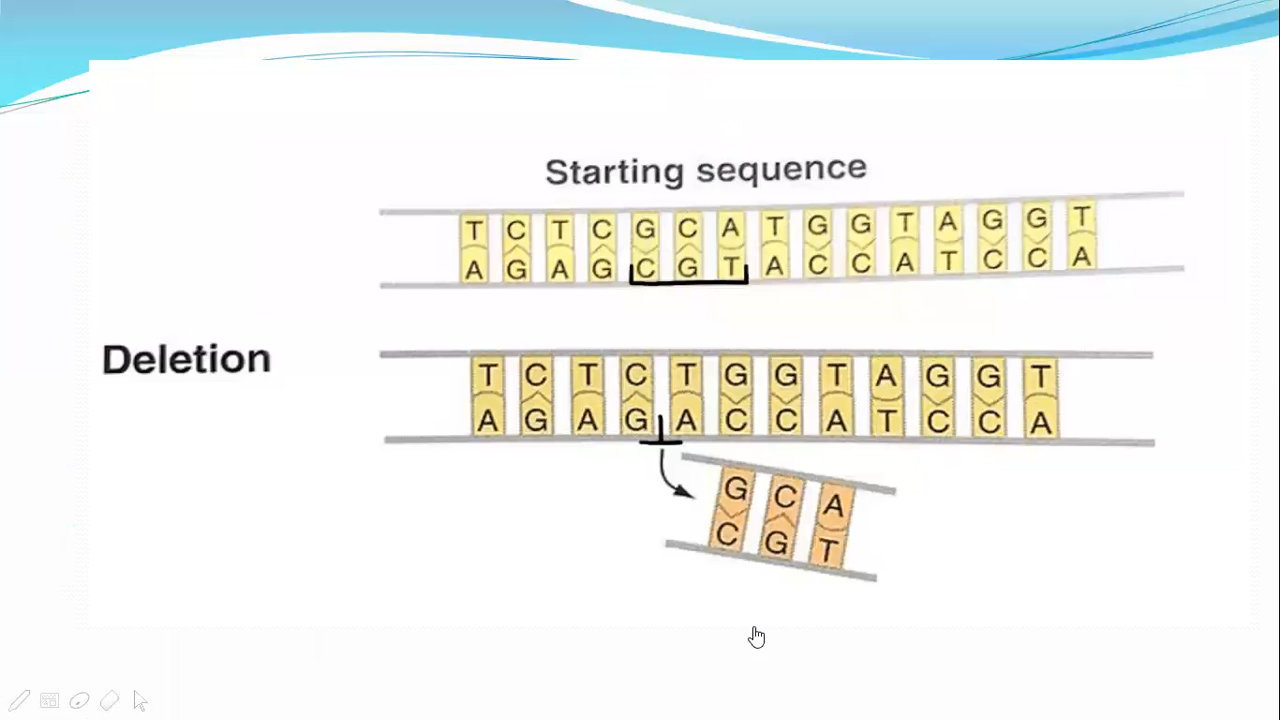 Starting sequence
T C T C G C A T G G T A G G T
A G A G C G T A C C A T C C A
Deletion
T C T C T G G T A G G T
A G A G A C C A T C C A
G C A
C G T